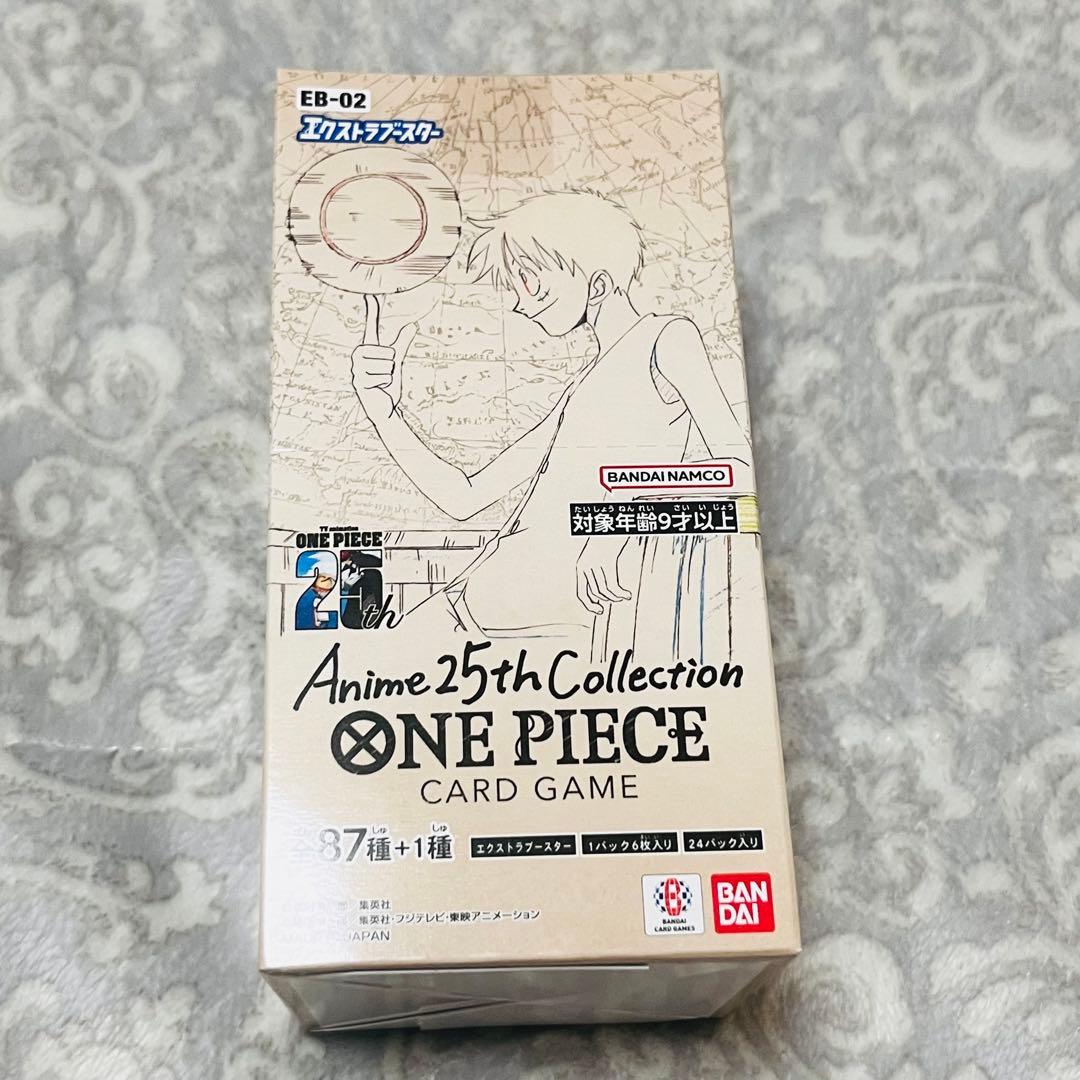 EB-02
エクストラブースター
BANDAI NAMCO
たいしょうねんれい さいいじょう
対象年齢9才以上
TV animation
ONE PIECE
25th
Anime 25th Collection
ONE PIECE
CARD GAME
しゅ しゅ
全87種+1種
エクストラブースター
1パック6枚入り
24パック入り
集英社
集英社・フジテレビ・東映アニメーション
JAPAN
BANDAI
CARD GAMES
BAN
DAI